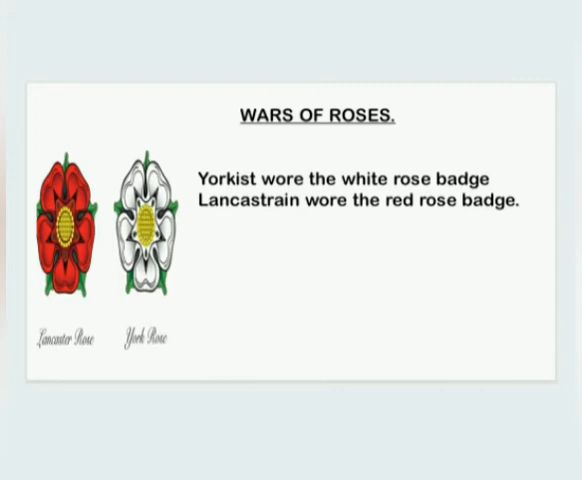 WARS OF ROSES.
Yorkist wore the white rose badge
Lancastrain wore the red rose badge.
Lancaster Rose
York Rose